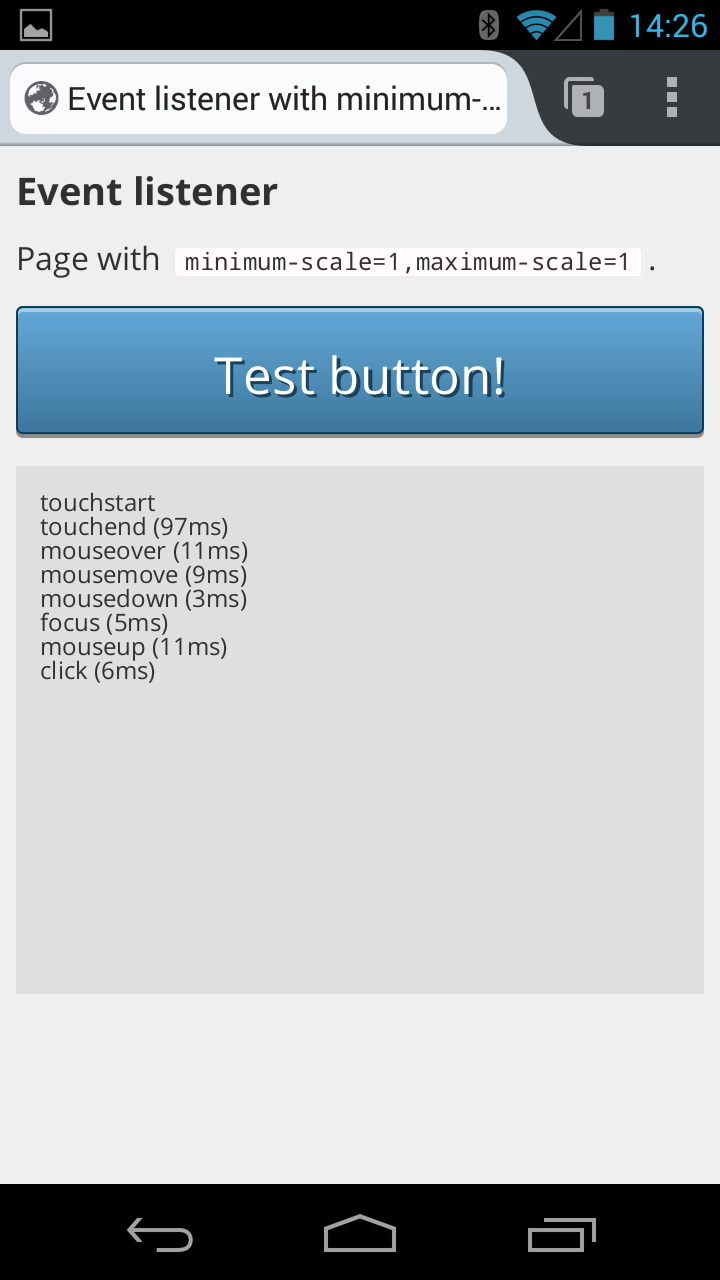 14:26
Event listener with minimum-...
1
Event listener
Page with minimum-scale=1,maximum-scale=1 .
Test button!
touchstart
touchend (97ms)
mouseover (11ms)
mousemove (9ms)
mousedown (3ms)
focus (5ms)
mouseup (11ms)
click (6ms)